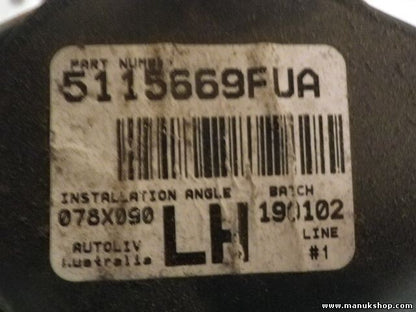 PART NUMBER
5115669FUA
INSTALLATION ANGLE BATCH
078X090 LH 190102
AUTOLIV LINE
Australia #1
www.manukshop.com